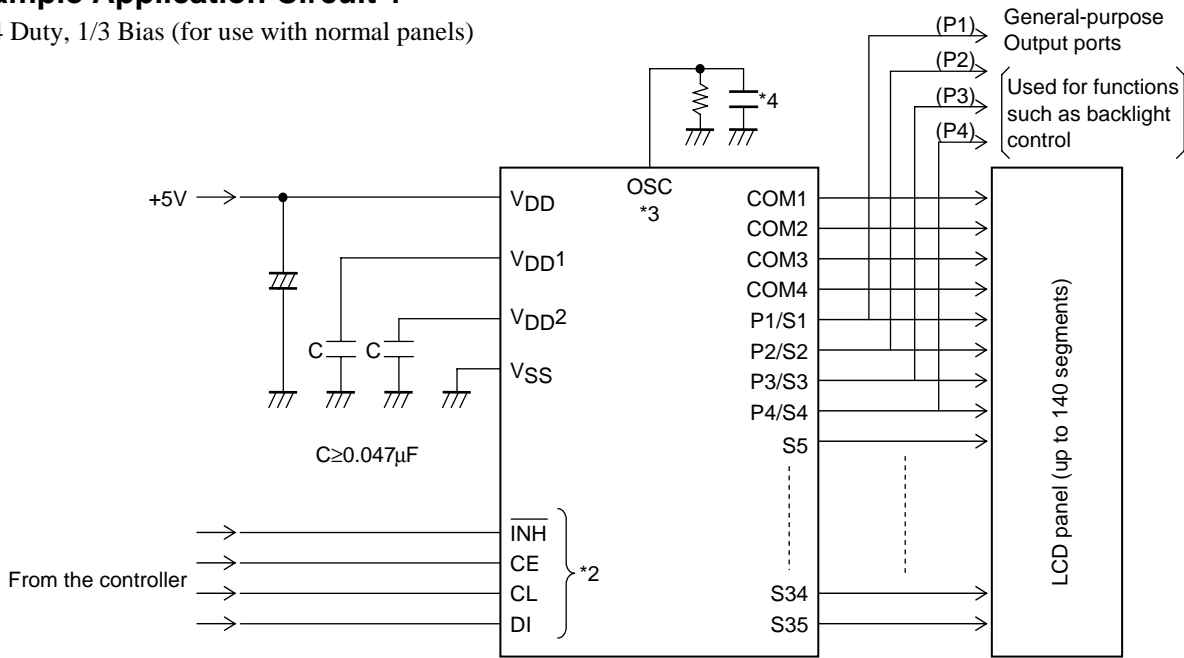 Application Circuit
Duty, 1/3 Bias (for use with normal panels)
(P1)
General-purpose
Output ports
(P2)
(P3)
Used for functions
such as backlight
control
(P4)
*4
+5V
VDD
OSC
*3
COM1
COM2
VDD1
COM3
COM4
VDD2
P1/S1
P2/S2
C
C
VSS
P3/S3
P4/S4
S5
C≥0.047μF
LCD panel (up to 140 segments)
From the controller
INH
CE
CL
DI
*2
S34
S35